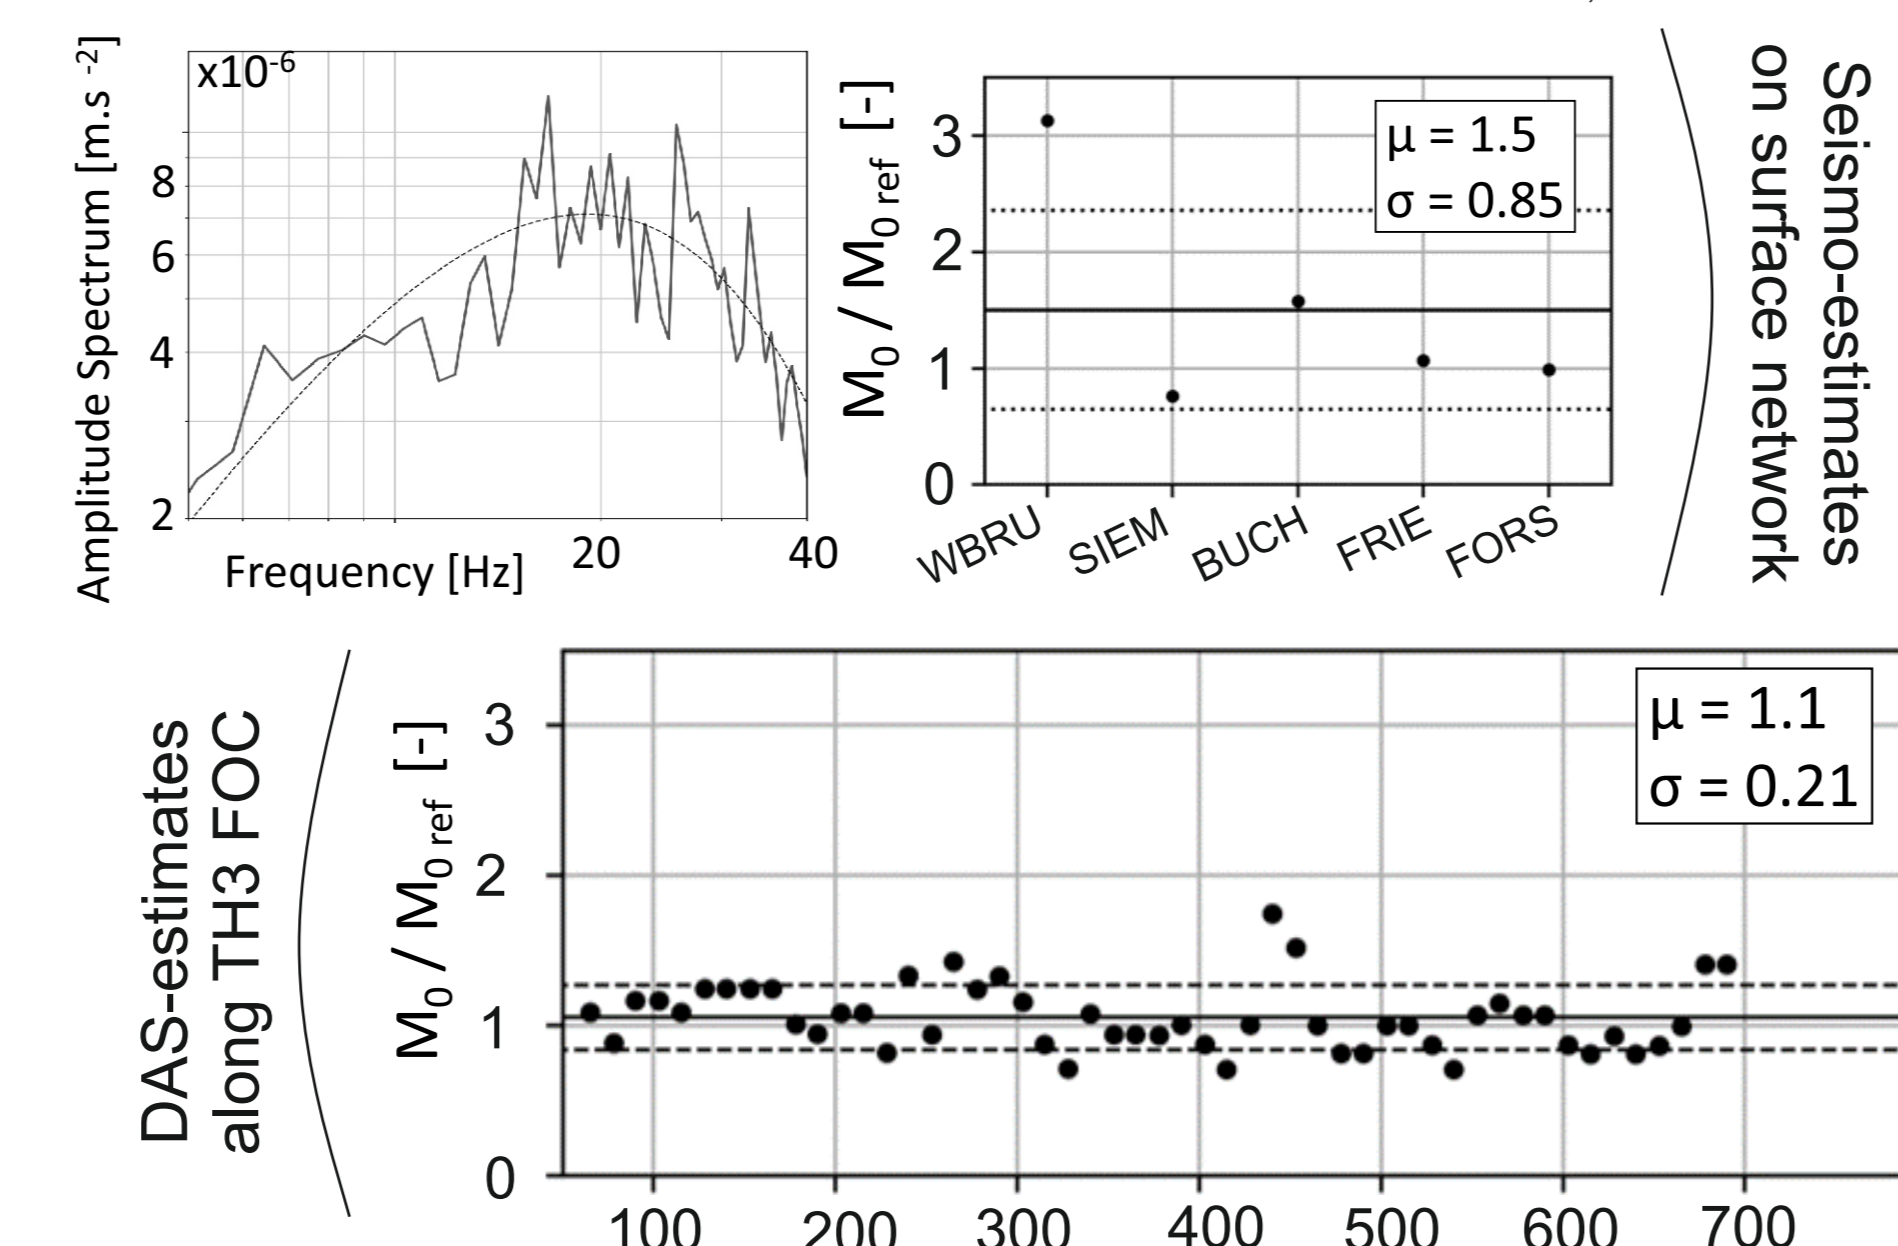 Amplitude Spectrum [m.s -2]
x10-6
8
6
4
2
Frequency [Hz]
20
40
M0 / M0 ref [-]
3
2
1
0
μ = 1.5
σ = 0.85
WBRU
SIEM
BUCH
FRIE
FORS
Seismo-estimates
on surface network
DAS-estimates
along TH3 FOC
M0 / M0 ref [-]
3
2
1
0
μ = 1.1
σ = 0.21
100
200
300
400
500
600
700